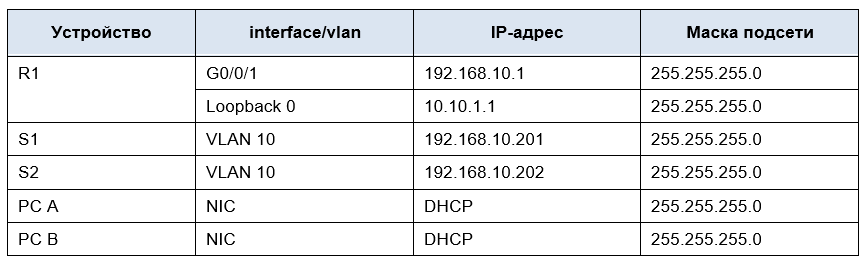 Устройство interface/vlan IP-адрес Маска подсети
R1 G0/0/1 192.168.10.1 255.255.255.0
Loopback 0 10.10.1.1 255.255.255.0
S1 VLAN 10 192.168.10.201 255.255.255.0
S2 VLAN 10 192.168.10.202 255.255.255.0
PC A NIC DHCP 255.255.255.0
PC B NIC DHCP 255.255.255.0